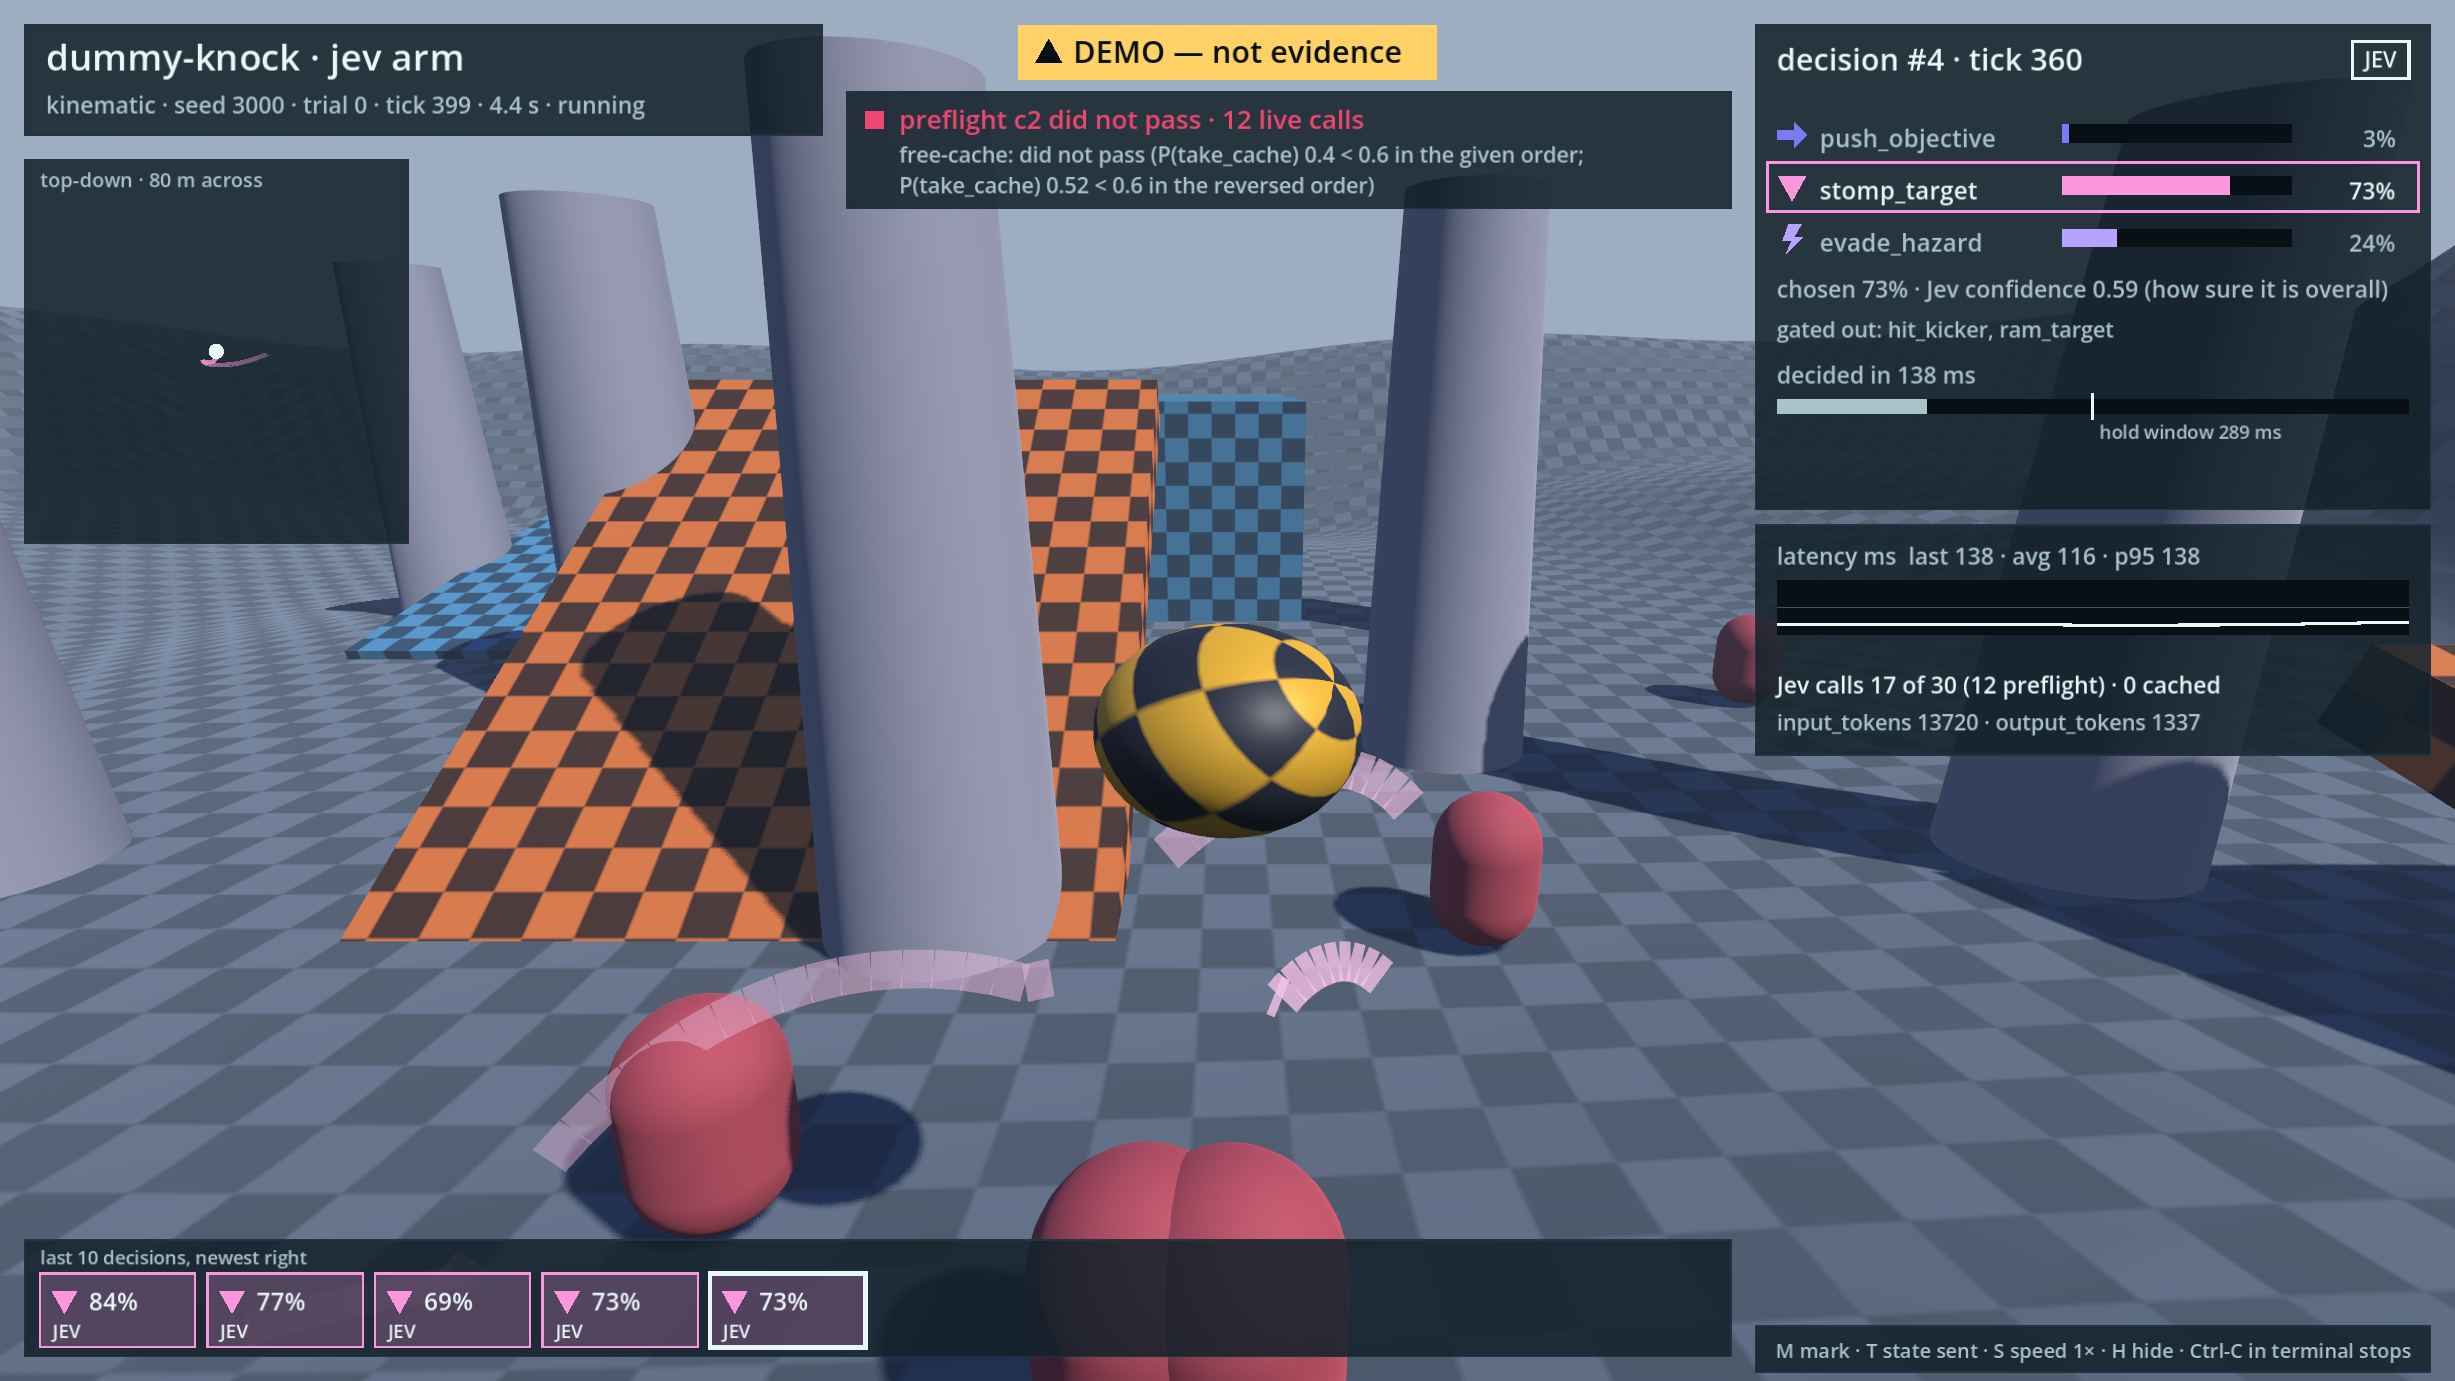 dummy-knock · jev arm
kinematic · seed 3000 · trial 0 · tick 399 · 4.4 s · running
top-down · 80 m across
DEMO — not evidence
preflight c2 did not pass · 12 live calls
free-cache: did not pass (P(take_cache) 0.4 < 0.6 in the given order;
P(take_cache) 0.52 < 0.6 in the reversed order)
decision #4 · tick 360
JEV
push_objective 3%
stomp_target 73%
evade_hazard 24%
chosen 73% · Jev confidence 0.59 (how sure it is overall)
gated out: hit_kicker, ram_target
decided in 138 ms
hold window 289 ms
latency ms last 138 · avg 116 · p95 138
Jev calls 17 of 30 (12 preflight) · 0 cached
input_tokens 13720 · output_tokens 1337
last 10 decisions, newest right
84% 77% 69% 73% 73%
JEV JEV JEV JEV JEV
M mark · T state sent · S speed 1× · H hide · Ctrl-C in terminal stops